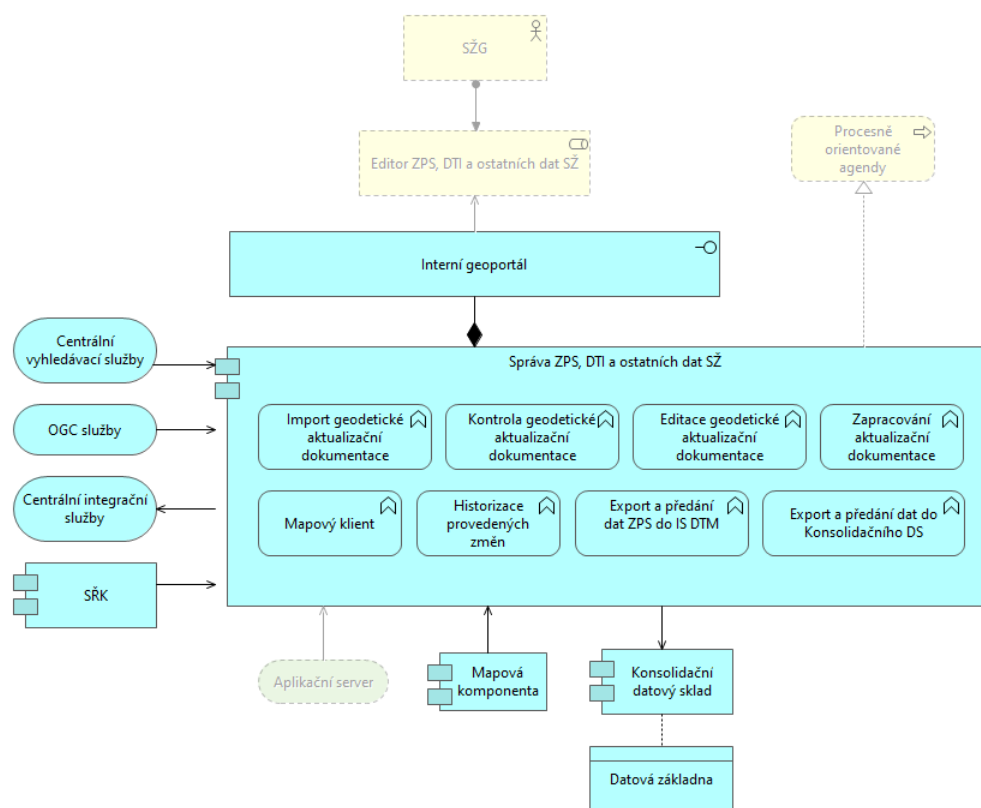 SŽG
Editor ZPS, DTI a ostatních dat SŽ
Procesně
orientované
agendy
Interní geoportál
Centrální
vyhledávací služby
OGC služby
Centrální integrační
služby
SŘK
Správa ZPS, DTI a ostatních dat SŽ
Import geodetické
aktualizační
dokumentace
Kontrola geodetické
aktualizační
dokumentace
Editace geodetické
aktualizační
dokumentace
Zapracování
aktualizační
dokumentace
Mapový klient
Historizace
provedených
změn
Export a předání
dat ZPS do IS DTM
Export a předání dat do
Konsolidačního DS
Aplikační server
Mapová
komponenta
Konsolidační
datový sklad
Datová základna